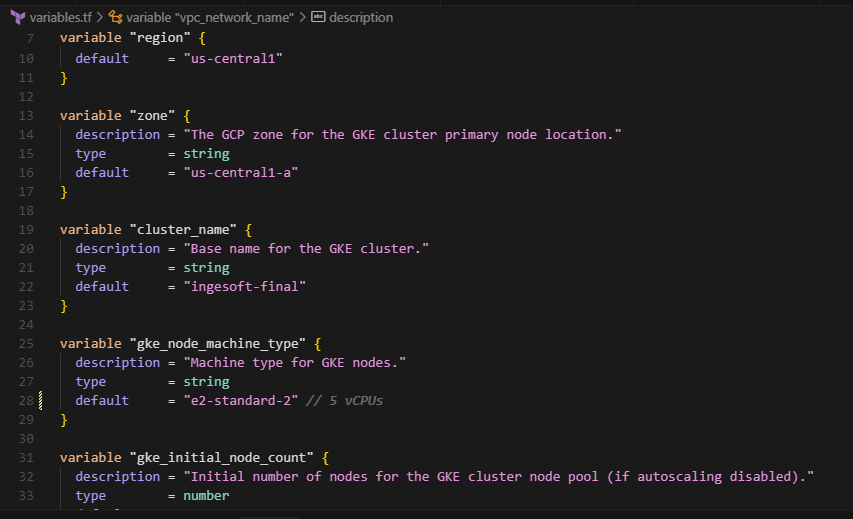 variables.tf > variable "vpc_network_name" > description
7 variable "region" {
10 default = "us-central1"
11 }
12
13 variable "zone" {
14 description = "The GCP zone for the GKE cluster primary node location."
15 type = string
16 default = "us-central1-a"
17 }
18
19 variable "cluster_name" {
20 description = "Base name for the GKE cluster."
21 type = string
22 default = "ingesoft-final"
23 }
24
25 variable "gke_node_machine_type" {
26 description = "Machine type for GKE nodes."
27 type = string
28 default = "e2-standard-2" // 5 vCPUs
29 }
30
31 variable "gke_initial_node_count" {
32 description = "Initial number of nodes for the GKE cluster node pool (if autoscaling disabled)."
33 type = number